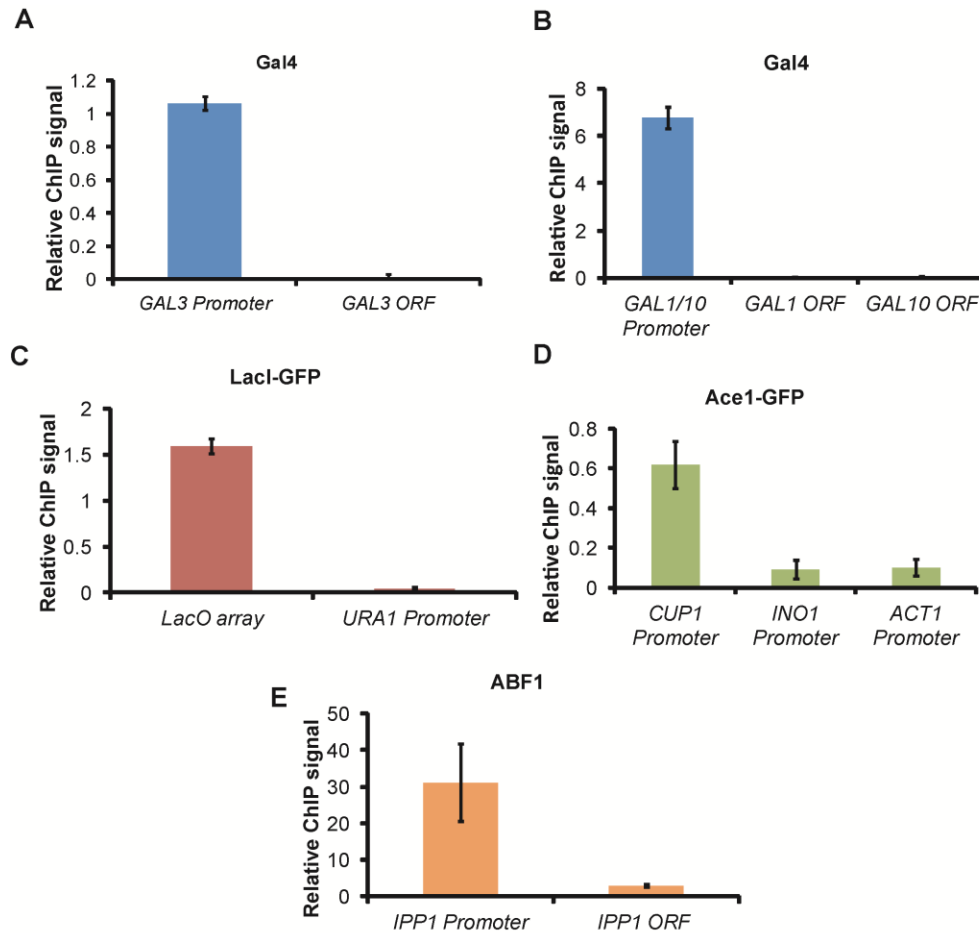 A
Gal4
Relative ChIP signal
1.2
1
0.8
0.6
0.4
0.2
0
GAL3 Promoter
GAL3 ORF
B
Gal4
Relative ChIP signal
8
6
4
2
0
GAL1/10
Promoter
GAL1 ORF
GAL10 ORF
C
LacI-GFP
Relative ChIP signal
2
1.5
1
0.5
0
LacO array
URA1 Promoter
D
Ace1-GFP
Relative ChIP signal
0.8
0.6
0.4
0.2
0
CUP1
Promoter
INO1
Promoter
ACT1
Promoter
E
ABF1
Relative ChIP signal
50
40
30
20
10
0
IPP1 Promoter
IPP1 ORF